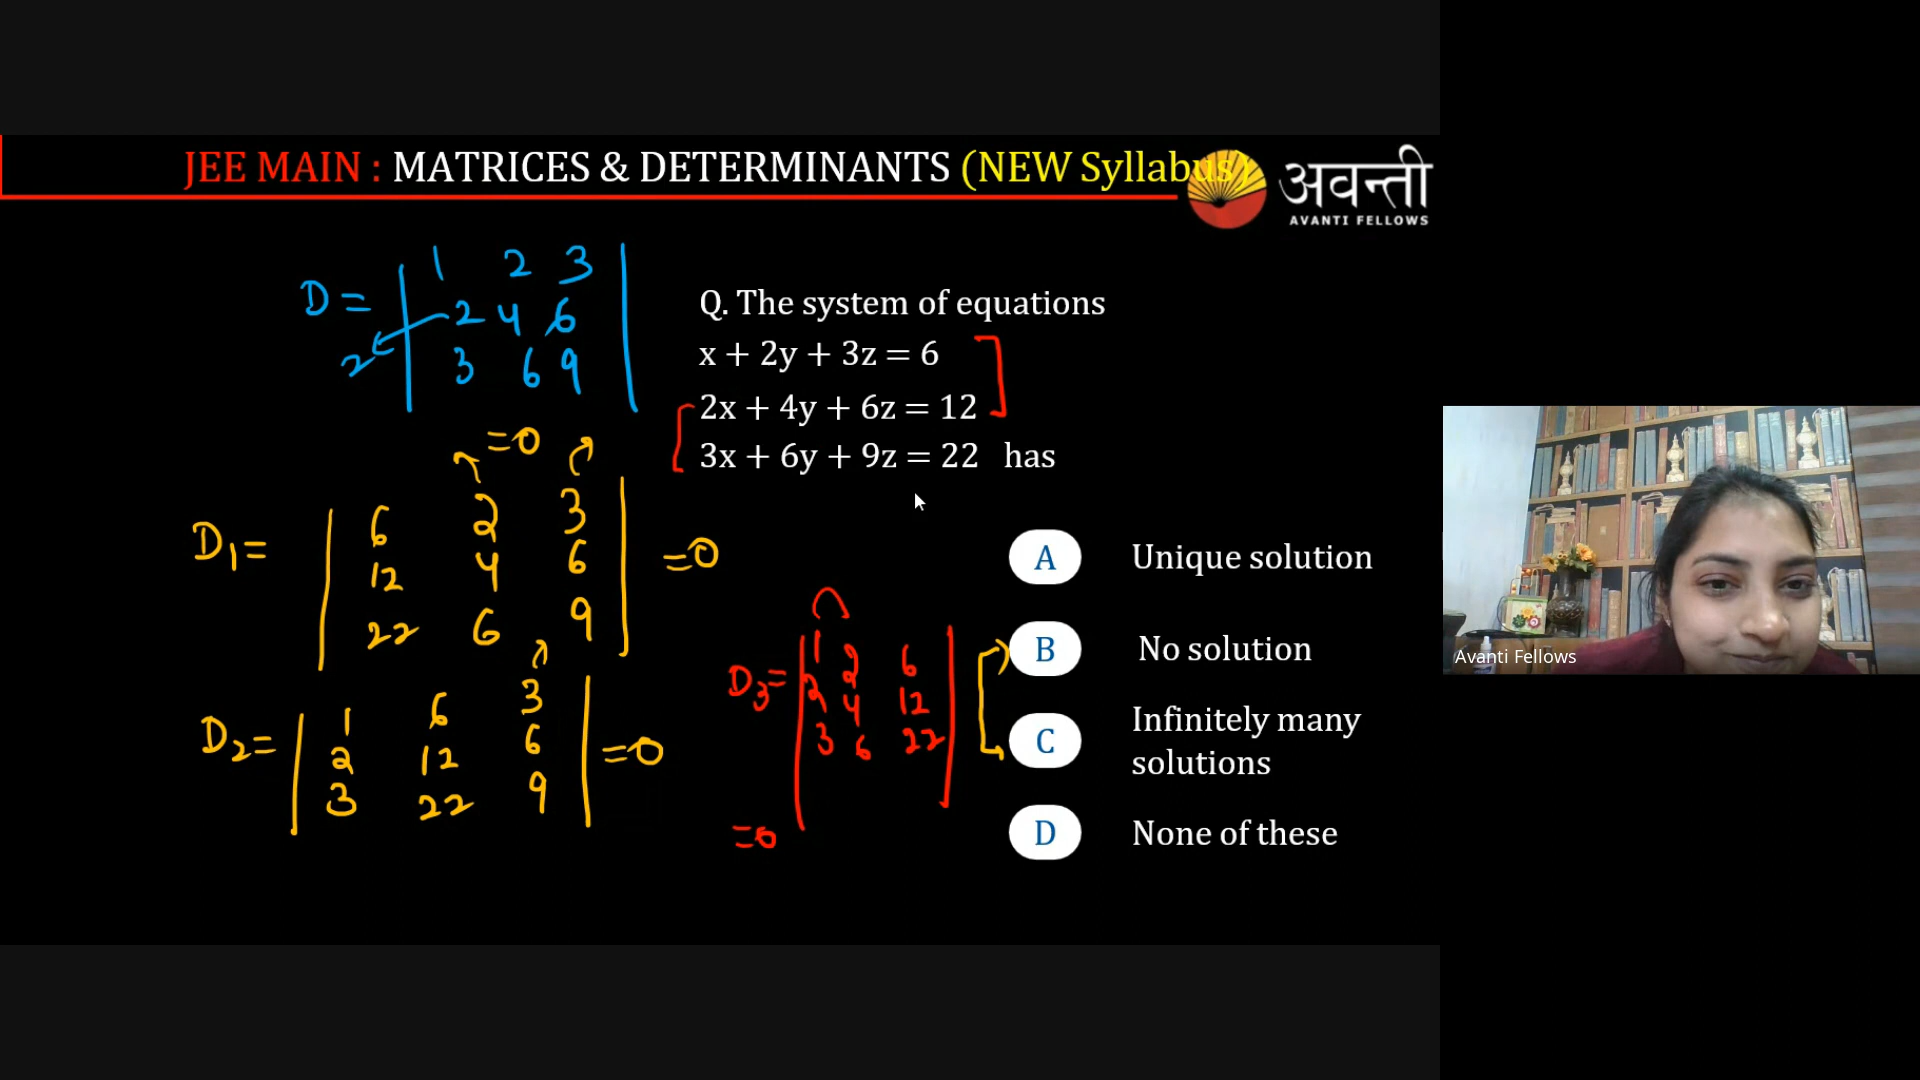 JEE MAIN : MATRICES & DETERMINANTS (NEW Syllabus)
अवन्ती
AVANTI FELLOWS
D = | 1 2 3 |
2 4 6
2
3 6 9
=0
Q. The system of equations
x + 2y + 3z = 6
2x + 4y + 6z = 12
3x + 6y + 9z = 22 has
D1 = | 6 2 3 | =0
12 4 6
22 6 9
D2 = | 1 6 3 | =0
2 12 6
3 22 9
D3 = | 1 2 6 |
2 4 12
3 6 22
=0
A Unique solution
B No solution
C Infinitely many
solutions
D None of these
Avanti Fellows